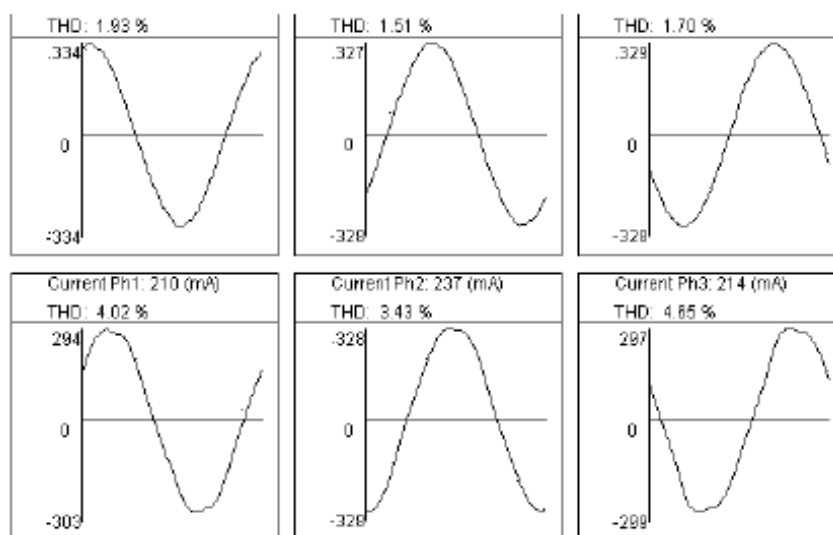 THD: 1.93 %
THD: 1.51 %
THD: 1.70 %
.334
.327
.329
0
0
0
-334
-328
-328
Current Ph1: 210 (mA)
Current Ph2: 237 (mA)
Current Ph3: 214 (mA)
THD: 4.02 %
THD: 3.43 %
THD: 4.65 %
294
.328
297
0
0
0
-303
-328
-299